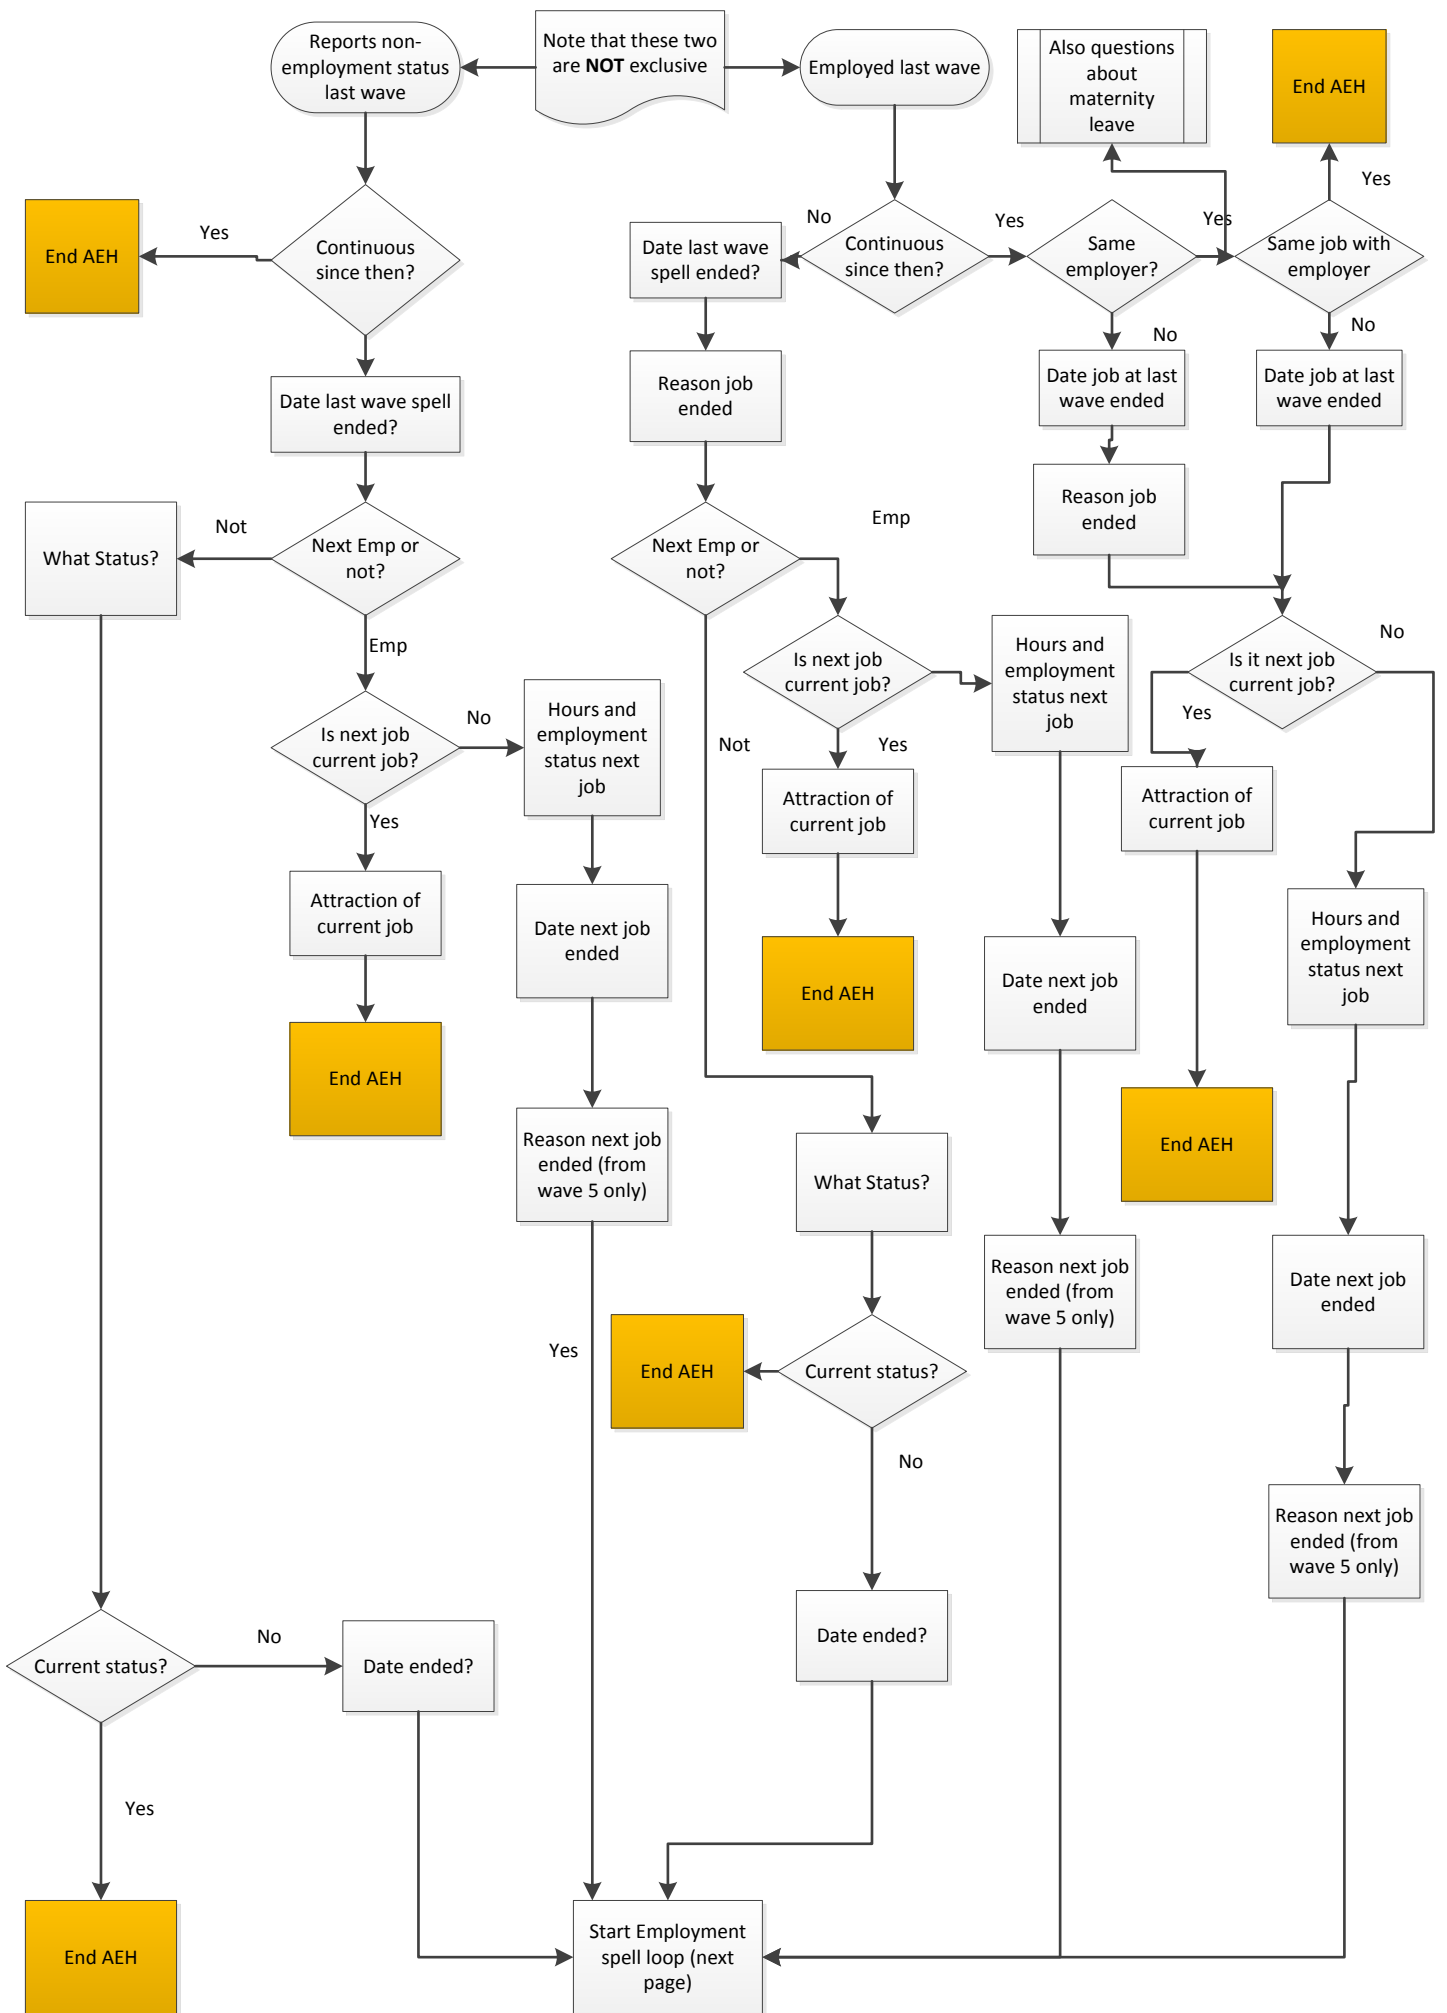 Reports non-
employment status
last wave
Note that these two
are NOT exclusive
Employed last wave
Also questions
about
maternity
leave
End AEH
Yes
End AEH
Yes
Continuous
since then?
No
Date last wave
spell ended?
Continuous
since then?
Yes
Same
employer?
Yes
Same job with
employer
No
No
Date last wave spell
ended?
Reason job
ended
Date job at last
wave ended
Date job at last
wave ended
Reason job
ended
What Status?
Not
Next Emp or
not?
Next Emp or
not?
Emp
Emp
Is next job
current job?
Hours and
employment
status next
job
Is it next job
current job?
No
Yes
Is next job
current job?
No
Hours and
employment
status next
job
Not
Yes
Yes
Attraction of
current job
Attraction of
current job
Attraction of
current job
Date next job
ended
End AEH
Date next job
ended
Hours and
employment
status next
job
End AEH
Reason next job
ended (from
wave 5 only)
What Status?
End AEH
Reason next job
ended (from
wave 5 only)
Date next job
ended
Yes
End AEH
Current status?
No
Reason next job
ended (from
wave 5 only)
Date ended?
Current status?
No
Date ended?
Yes
End AEH
Start Employment
spell loop (next
page)